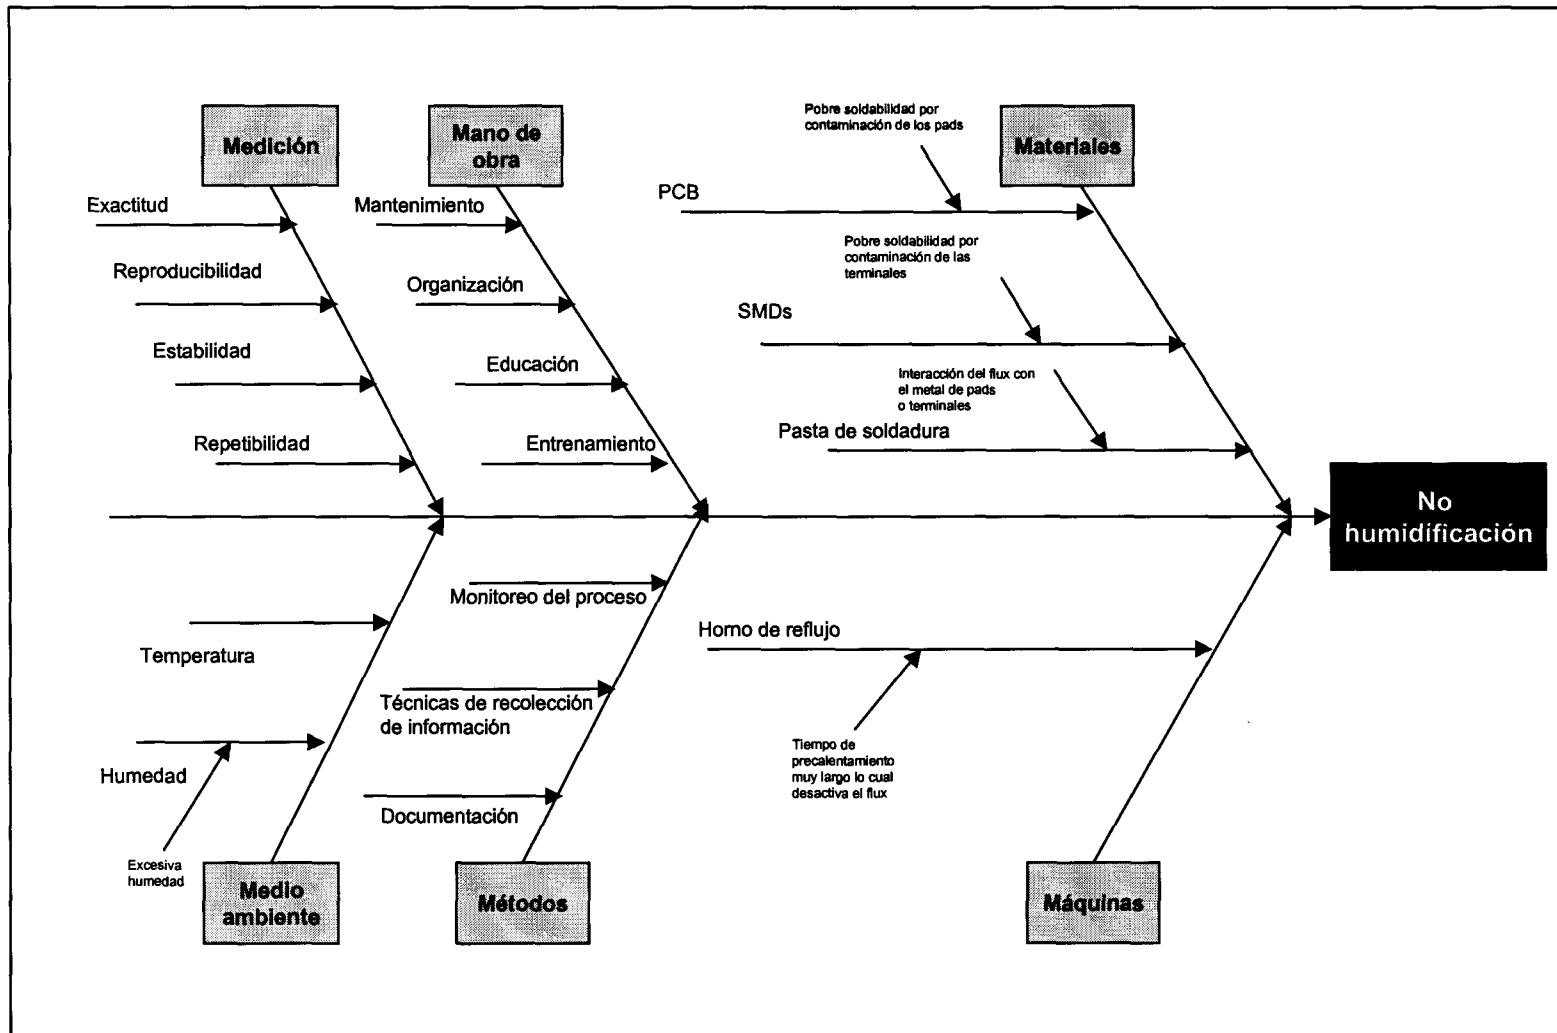 Medición
Exactitud
Reproducibilidad
Estabilidad
Repetibilidad
Mano de
obra
Mantenimiento
Organización
Educación
Entrenamiento
Pobre soldabilidad por
contaminación de los pads
Materiales
PCB
Pobre soldabilidad por
contaminación de las
terminales
SMDs
Interacción del flux con
el metal de pads
o terminales
Pasta de soldadura
No
humidificación
Temperatura
Humedad
Excesiva
humedad
Medio
ambiente
Monitoreo del proceso
Técnicas de recolección
de información
Documentación
Métodos
Horno de reflujo
Tiempo de
precalentamiento
muy largo lo cual
desactiva el flux
Máquinas